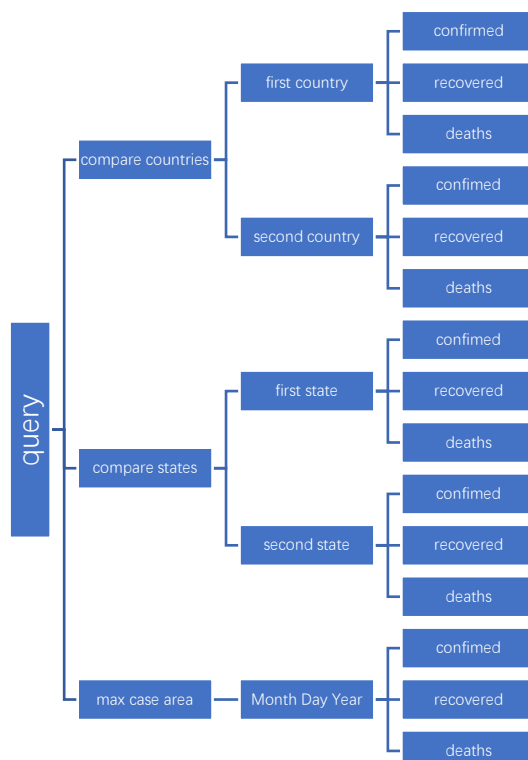 query
compare countries
first country
confirmed
recovered
deaths
second country
confimed
recovered
deaths
compare states
first state
confimed
recovered
deaths
second state
confimed
recovered
deaths
max case area
Month Day Year
confimed
recovered
deaths